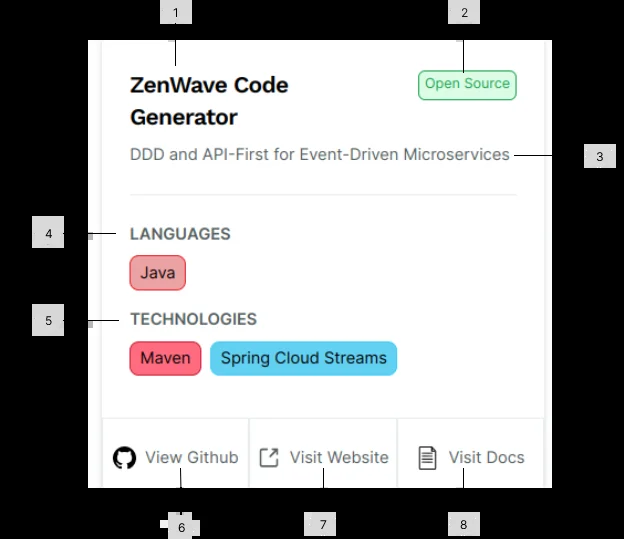 1
2
ZenWave Code
Generator
Open Source
DDD and API-First for Event-Driven Microservices
3
4
LANGUAGES
Java
5
TECHNOLOGIES
Maven Spring Cloud Streams
View Github Visit Website Visit Docs
6 7 8